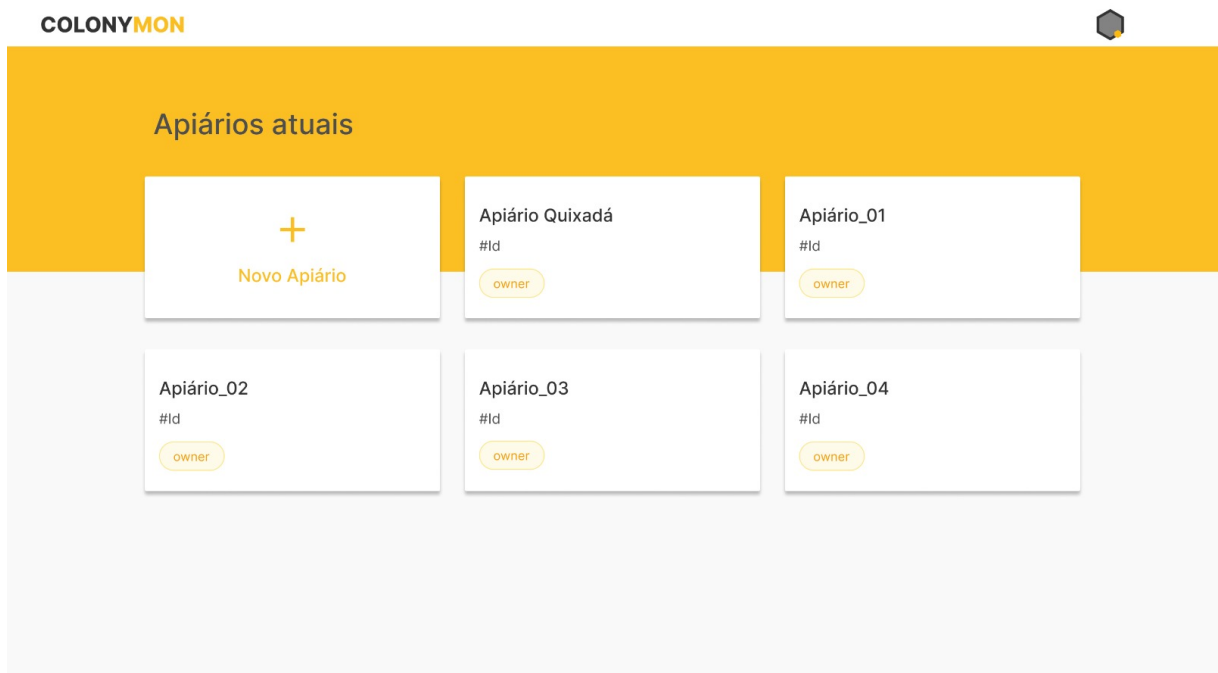 COLONYMON
Apiários atuais
+
Novo Apiário
Apiário Quixadá
#Id
owner
Apiário_01
#Id
owner
Apiário_02
#Id
owner
Apiário_03
#Id
owner
Apiário_04
#Id
owner